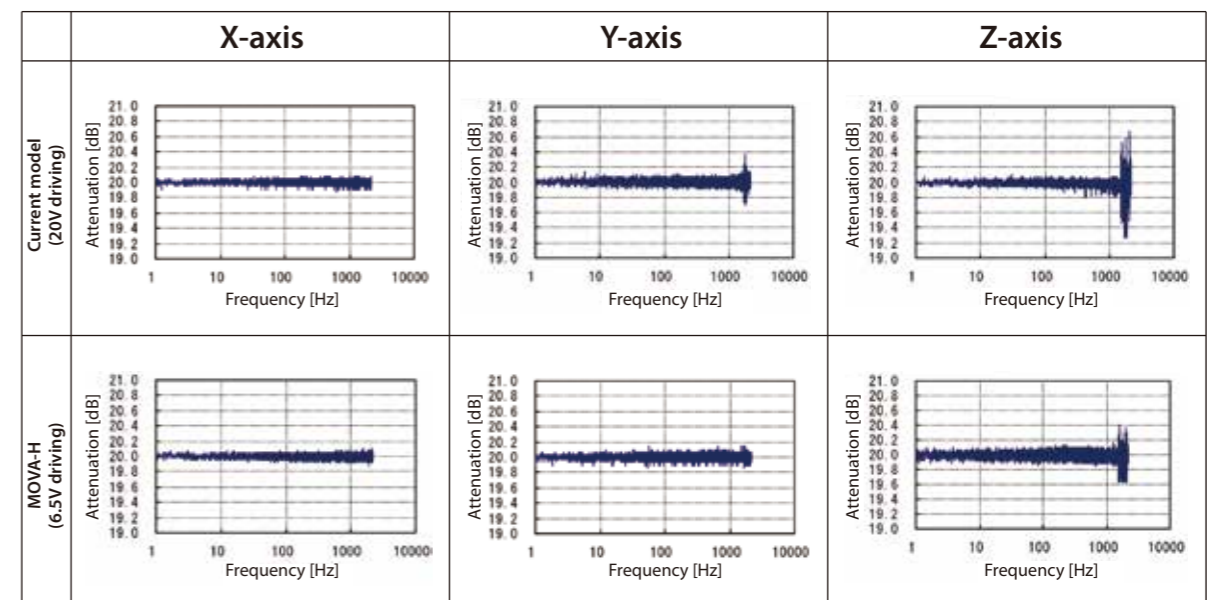 X-axis
Y-axis
Z-axis
Current model
(20V driving)
Attenuation [dB]
21.0
20.8
20.6
20.4
20.2
20.0
19.8
19.6
19.4
19.2
19.0
1 10 100 1000 10000
Frequency [Hz]
Attenuation [dB]
21.0
20.8
20.6
20.4
20.2
20.0
19.8
19.6
19.4
19.2
19.0
1 10 100 1000 10000
Frequency [Hz]
Attenuation [dB]
21.0
20.8
20.6
20.4
20.2
20.0
19.8
19.6
19.4
19.2
19.0
1 10 100 1000 10000
Frequency [Hz]
MOVA-H
(6.5V driving)
Attenuation [dB]
21.0
20.8
20.6
20.4
20.2
20.0
19.8
19.6
19.4
19.2
19.0
1 10 100 1000 10000
Frequency [Hz]
Attenuation [dB]
21.0
20.8
20.6
20.4
20.2
20.0
19.8
19.6
19.4
19.2
19.0
1 10 100 1000 10000
Frequency [Hz]
Attenuation [dB]
21.0
20.8
20.6
20.4
20.2
20.0
19.8
19.6
19.4
19.2
19.0
1 10 100 1000 10000
Frequency [Hz]